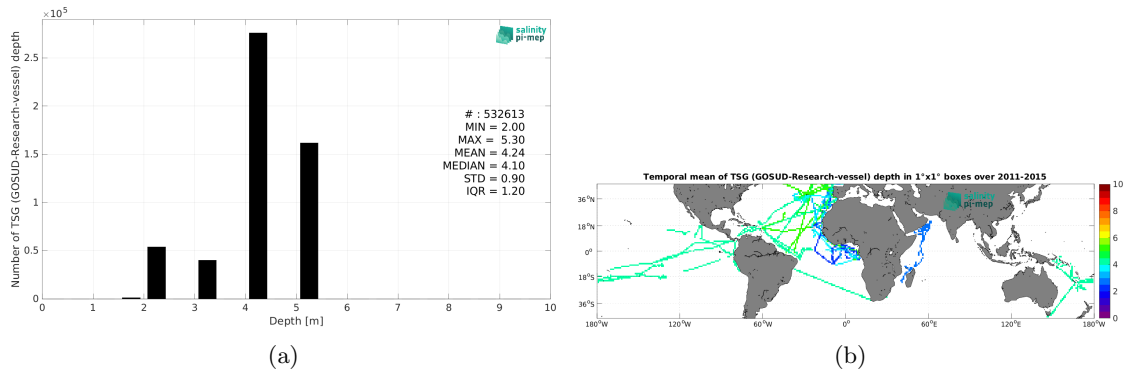 ×10⁵
salinity
pi-mep
2.5
2
1.5
1
0.5
0
Number of TSG (GOSUD-Research-vessel) depth
# : 532613
MIN = 2.00
MAX = 5.30
MEAN = 4.24
MEDIAN = 4.10
STD = 0.90
IQR = 1.20
0 1 2 3 4 5 6 7 8 9 10
Depth [m]
(a)
Temporal mean of TSG (GOSUD-Research-vessel) depth in 1°x1° boxes over 2011-2015
salinity
pi-mep
36°N
18°N
0°
18°S
36°S
180°W 120°W 60°W 0° 60°E 120°E 180°W
10
8
6
4
2
0
(b)